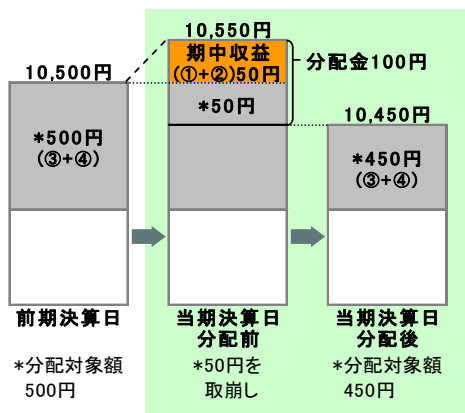 10,500円
*500円
(③+④)
前期決算日
*分配対象額
500円
10,550円
期中収益
(①+②)50円
*50円
分配金100円
当期決算日
分配前
*50円を
取崩し
10,450円
*450円
(③+④)
当期決算日
分配後
*分配対象額
450円